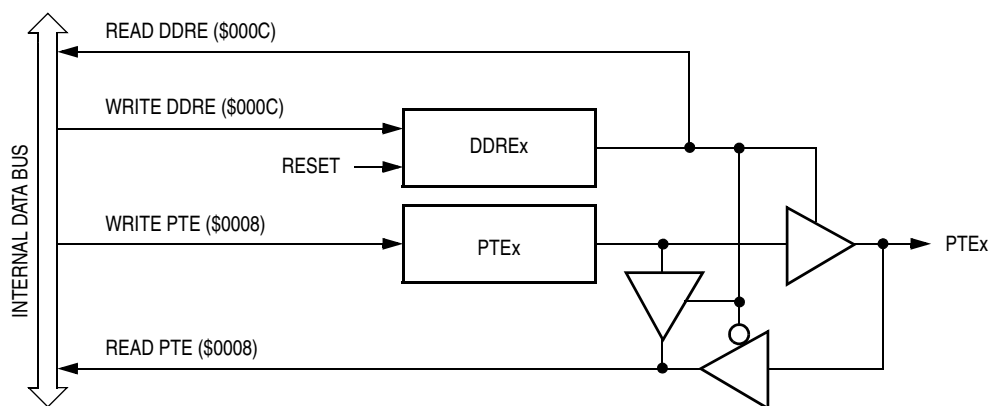 READ DDRE ($000C)
WRITE DDRE ($000C)
DDREx
RESET
WRITE PTE ($0008)
PTEx
PTEx
READ PTE ($0008)
INTERNAL DATA BUS